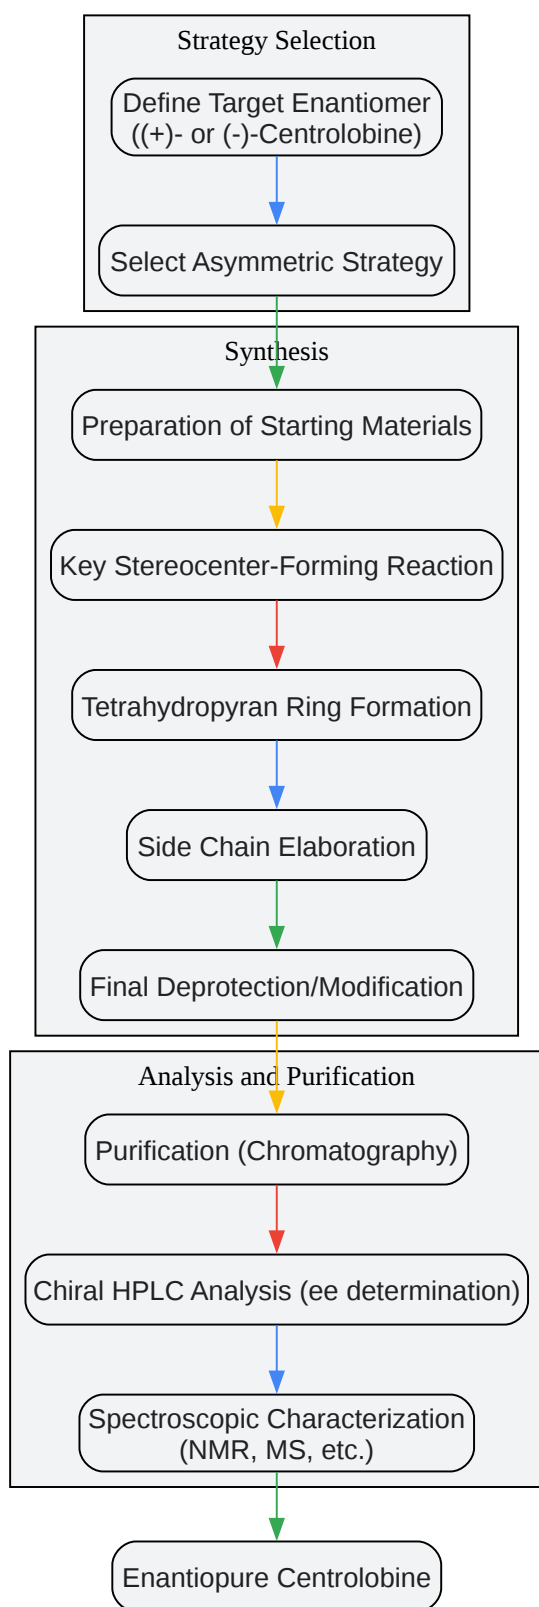 Strategy Selection
Define Target Enantiomer
((+)- or (-)-Centrolobine)
Select Asymmetric Strategy
Synthesis
Preparation of Starting Materials
Key Stereocenter-Forming Reaction
Tetrahydropyran Ring Formation
Side Chain Elaboration
Final Deprotection/Modification
Analysis and Purification
Purification (Chromatography)
Chiral HPLC Analysis (ee determination)
Spectroscopic Characterization
(NMR, MS, etc.)
Enantiopure Centrolobine